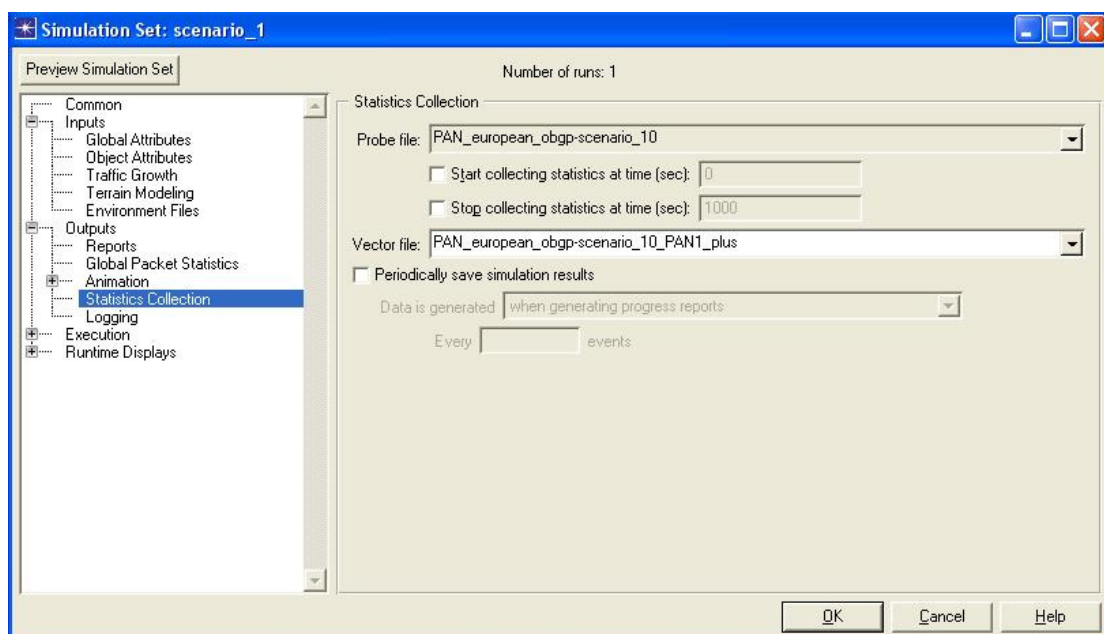 Simulation Set: scenario_1
Preview Simulation Set
Number of runs: 1
Common
Inputs
Global Attributes
Object Attributes
Traffic Growth
Terrain Modeling
Environment Files
Outputs
Reports
Global Packet Statistics
Animation
Statistics Collection
Logging
Execution
Runtime Displays
Statistics Collection
Probe file: PAN_european_obgp-scenario_10
Start collecting statistics at time (sec): 0
Stop collecting statistics at time (sec): 1000
Vector file: PAN_european_obgp-scenario_10_PAN1_plus
Periodically save simulation results
Data is generated when generating progress reports
Every events
OK Cancel Help